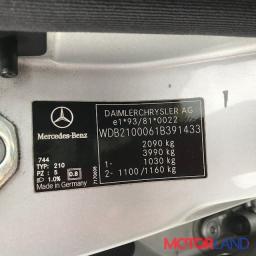 DAIMLERCHRYSLER AG
e1*93/81*0022
WDB2100061B391433
2090 kg
3990 kg
1- 1030 kg
2- 1100/1160 kg
Mercedes-Benz
744
TYP: 210
PZ: 5
1.0% 0.8
Made in Germany
MOTORLAND